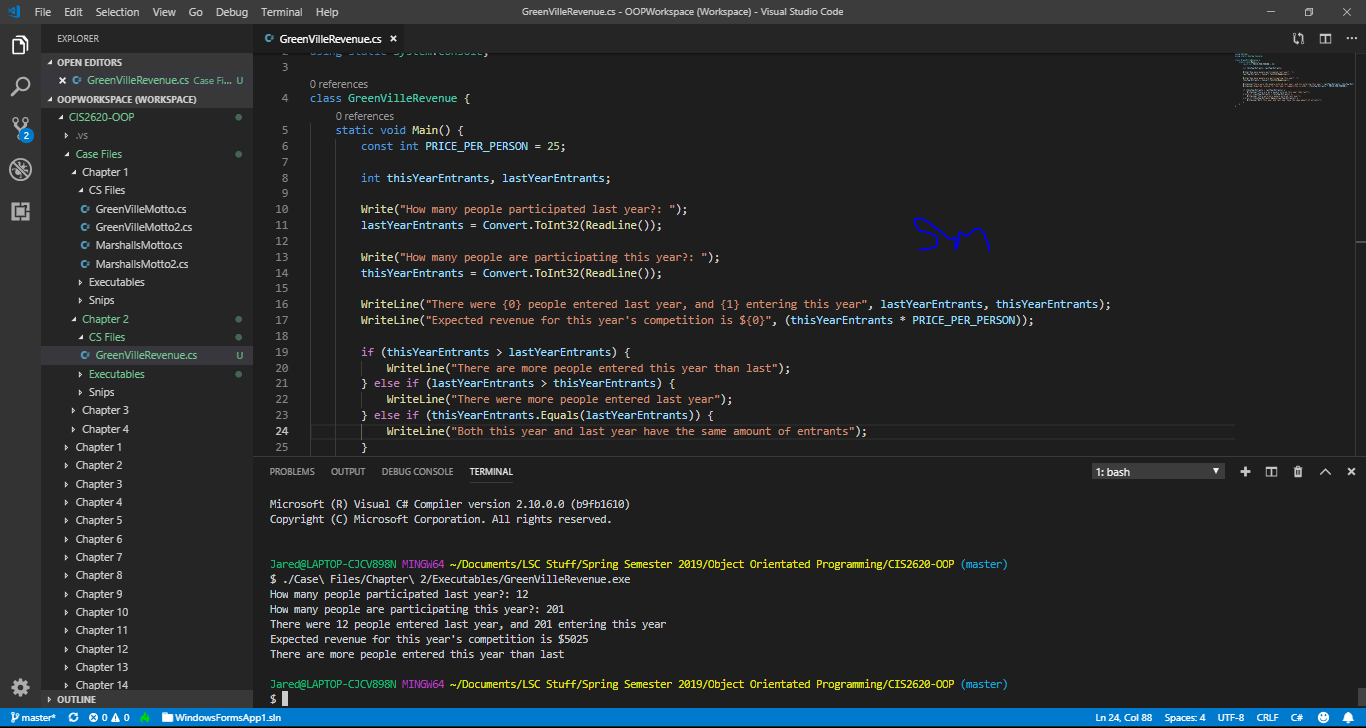 File Edit Selection View Go Debug Terminal Help
GreenVilleRevenue.cs - OOPWorkspace (Workspace) - Visual Studio Code
EXPLORER
OPEN EDITORS
GreenVilleRevenue.cs Case Fi... U
OOPWORKSPACE (WORKSPACE)
CIS2620-OOP
.vs
Case Files
Chapter 1
CS Files
GreenVilleMotto.cs
GreenVilleMotto2.cs
MarshallsMotto.cs
MarshallsMotto2.cs
Executables
Snips
Chapter 2
CS Files
GreenVilleRevenue.cs U
Executables
Snips
Chapter 3
Chapter 4
Chapter 1
Chapter 2
Chapter 3
Chapter 4
Chapter 5
Chapter 6
Chapter 7
Chapter 8
Chapter 9
Chapter 10
Chapter 11
Chapter 12
Chapter 13
Chapter 14
OUTLINE
2
GreenVilleRevenue.cs
2 using static System.Console;
3
0 references
4 class GreenVilleRevenue {
0 references
5 static void Main() {
6 const int PRICE_PER_PERSON = 25;
7
8 int thisYearEntrants, lastYearEntrants;
9
10 Write("How many people participated last year?: ");
11 lastYearEntrants = Convert.ToInt32(ReadLine());
12
13 Write("How many people are participating this year?: ");
14 thisYearEntrants = Convert.ToInt32(ReadLine());
15
16 WriteLine("There were {0} people entered last year, and {1} entering this year", lastYearEntrants, thisYearEntrants);
17 WriteLine("Expected revenue for this year's competition is ${0}", (thisYearEntrants * PRICE_PER_PERSON));
18
19 if (thisYearEntrants > lastYearEntrants) {
20 WriteLine("There are more people entered this year than last");
21 } else if (lastYearEntrants > thisYearEntrants) {
22 WriteLine("There were more people entered last year");
23 } else if (thisYearEntrants.Equals(lastYearEntrants)) {
24 WriteLine("Both this year and last year have the same amount of entrants");
25 }
PROBLEMS OUTPUT DEBUG CONSOLE TERMINAL
1: bash
Microsoft (R) Visual C# Compiler version 2.10.0.0 (b9fb1610)
Copyright (C) Microsoft Corporation. All rights reserved.
Jared@LAPTOP-CJCV898N MINGW64 ~/Documents/LSC Stuff/Spring Semester 2019/Object Orientated Programming/CIS2620-OOP (master)
$ ./Case\ Files/Chapter\ 2/Executables/GreenVilleRevenue.exe
How many people participated last year?: 12
How many people are participating this year?: 201
There were 12 people entered last year, and 201 entering this year
Expected revenue for this year's competition is $5025
There are more people entered this year than last
Jared@LAPTOP-CJCV898N MINGW64 ~/Documents/LSC Stuff/Spring Semester 2019/Object Orientated Programming/CIS2620-OOP (master)
$
master* 0 0 WindowsFormsApp1.sln
Ln 24, Col 88 Spaces: 4 UTF-8 CRLF C#